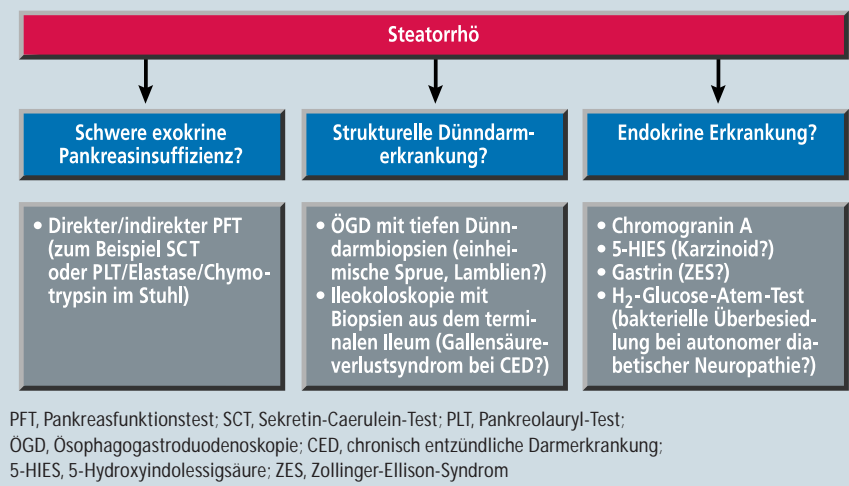 Steatorrhö
Schwere exokrine
Pankreasinsuffizienz?
Strukturelle Dünndarm-
erkrankung?
Endokrine Erkrankung?
• Direkter/indirekter PFT
(zum Beispiel SCT
oder PLT/Elastase/Chymo-
trypsin im Stuhl)
• ÖGD mit tiefen Dünn-
darmbiopsien (einhei-
mische Sprue, Lamblien?)
• Ileokoloskopie mit
Biopsien aus dem termi-
nalen Ileum (Gallensäure-
verlustsyndrom bei CED?)
• Chromogranin A
• 5-HIES (Karzinoid?)
• Gastrin (ZES?)
• H₂-Glucose-Atem-Test
(bakterielle Überbesied-
lung bei autonomer dia-
betischer Neuropathie?)
PFT, Pankreasfunktionstest; SCT, Sekretin-Caerulein-Test; PLT, Pankreolauryl-Test;
ÖGD, Ösophagogastroduodenoskopie; CED, chronisch entzündliche Darmerkrankung;
5-HIES, 5-Hydroxyindolessigsäure; ZES, Zollinger-Ellison-Syndrom